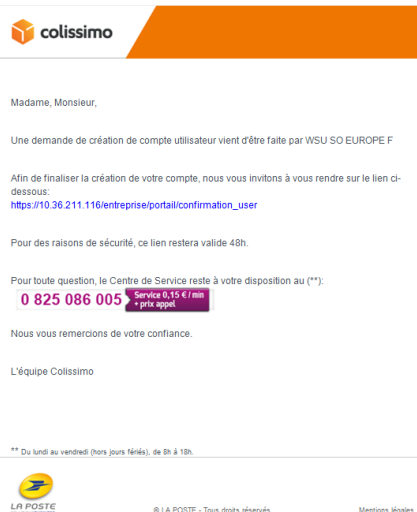 colissimo
Madame, Monsieur,
Une demande de création de compte utilisateur vient d'être faite par WSU SO EUROPE F
Afin de finaliser la création de votre compte, nous vous invitons à vous rendre sur le lien ci-
dessous:
https://10.36.211.116/entreprise/portail/confirmation_user
Pour des raisons de sécurité, ce lien restera valide 48h.
Pour toute question, le Centre de Service reste à votre disposition au (**):
0 825 086 005 Service 0,15 € / min
+ prix appel
Nous vous remercions de votre confiance.
L'équipe Colissimo
** Du lundi au vendredi (hors jours fériés), de 8h à 18h.
LA POSTE
© LA POSTE - Tous droits réservés Mentions légales